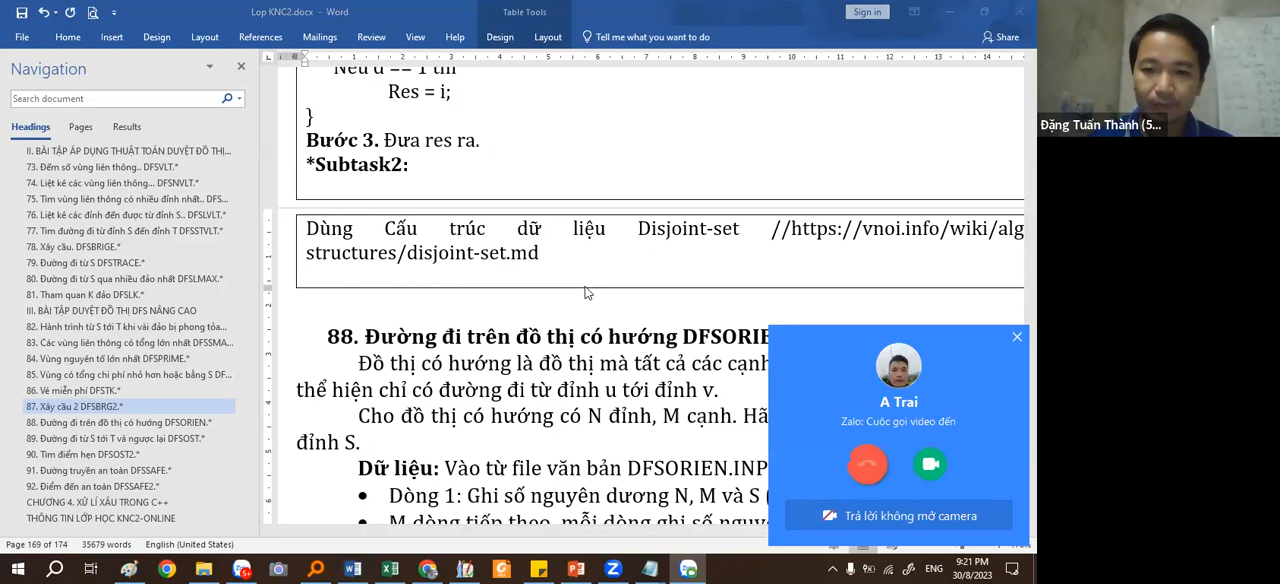 Lop KNC2.docx - Word
Table Tools
Sign in
File
Home
Insert
Design
Layout
References
Mailings
Review
View
Help
Design
Layout
Tell me what you want to do
Share
Navigation
Search document
Headings
Pages
Results
II. BÀI TẬP ÁP DỤNG THUẬT TOÁN DUYỆT ĐỒ THỊ...
73. Đếm số vùng liên thông.. DFSVLT.*
74. Liệt kê các vùng liên thông... DFSNVLT.*
75. Tìm vùng liên thông có nhiều đỉnh nhất.. DFS...
76. Liệt kê các đỉnh đến được từ đỉnh S.. DFSLVLT.*
77. Tìm đường đi từ đỉnh S đến đỉnh T DFSSTVLT.*
78. Xây cầu. DFSBRIGE.*
79. Đường đi từ S DFSTRACE.*
80. Đường đi từ S qua nhiều đảo nhất DFSLMAX.*
81. Tham quan K đảo DFSLK.*
III. BÀI TẬP DUYỆT ĐỒ THỊ DFS NÂNG CAO
82. Hành trình từ S tới T khi vài đảo bị phong tỏa...
83. Các vùng liên thông có tổng lớn nhất DFSSMA...
84. Vùng nguyên tố lớn nhất DFSPRIME.*
85. Vùng có tổng chi phí nhỏ hơn hoặc bằng S DF...
86. Vé miễn phí DFSTK.*
87. Xây cầu 2 DFSBRG2.*
88. Đường đi trên đồ thị có hướng DFSORIEN.*
89. Đường đi từ S tới T và ngược lại DFSOST.*
90. Tìm điểm hẹn DFSOST2.*
91. Đường truyền an toàn DFSSAFE.*
92. Điểm đến an toàn DFSSAFE2.*
CHƯƠNG 4. XỬ LÍ XÂU TRONG C++
THÔNG TIN LỚP HỌC KNC2-ONLINE
Nếu d == 1 thì
Res = i;
}
Bước 3. Đưa res ra.
*Subtask2:
Dùng Cấu trúc dữ liệu Disjoint-set //https://vnoi.info/wiki/alg
structures/disjoint-set.md
88. Đường đi trên đồ thị có hướng DFSORIE
Đồ thị có hướng là đồ thị mà tất cả các cạnh
thể hiện chỉ có đường đi từ đỉnh u tới đỉnh v.
Cho đồ thị có hướng có N đỉnh, M cạnh. Hã
đỉnh S.
Dữ liệu: Vào từ file văn bản DFSORIEN.INP
• Dòng 1: Ghi số nguyên dương N, M và S (
• M dòng tiếp theo, mỗi dòng ghi số nguy
A Trai
Zalo: Cuộc gọi video đến
Trả lời không mở camera
Đặng Tuấn Thành (5...
Page 169 of 174
35679 words
English (United States)
ENG
9:21 PM
30/8/2023